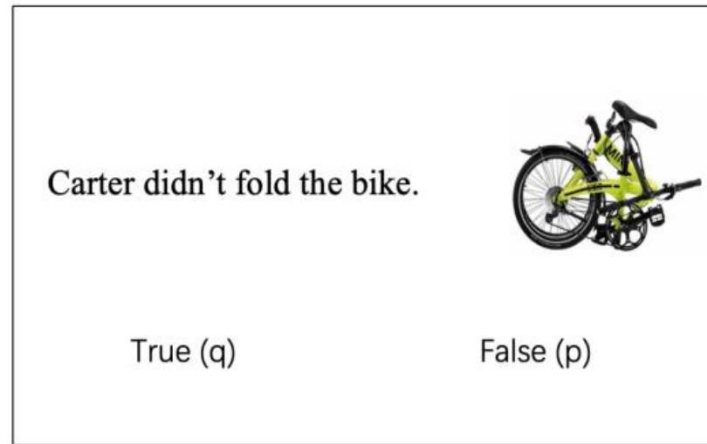 Carter didn’t fold the bike.
True (q)
False (p)